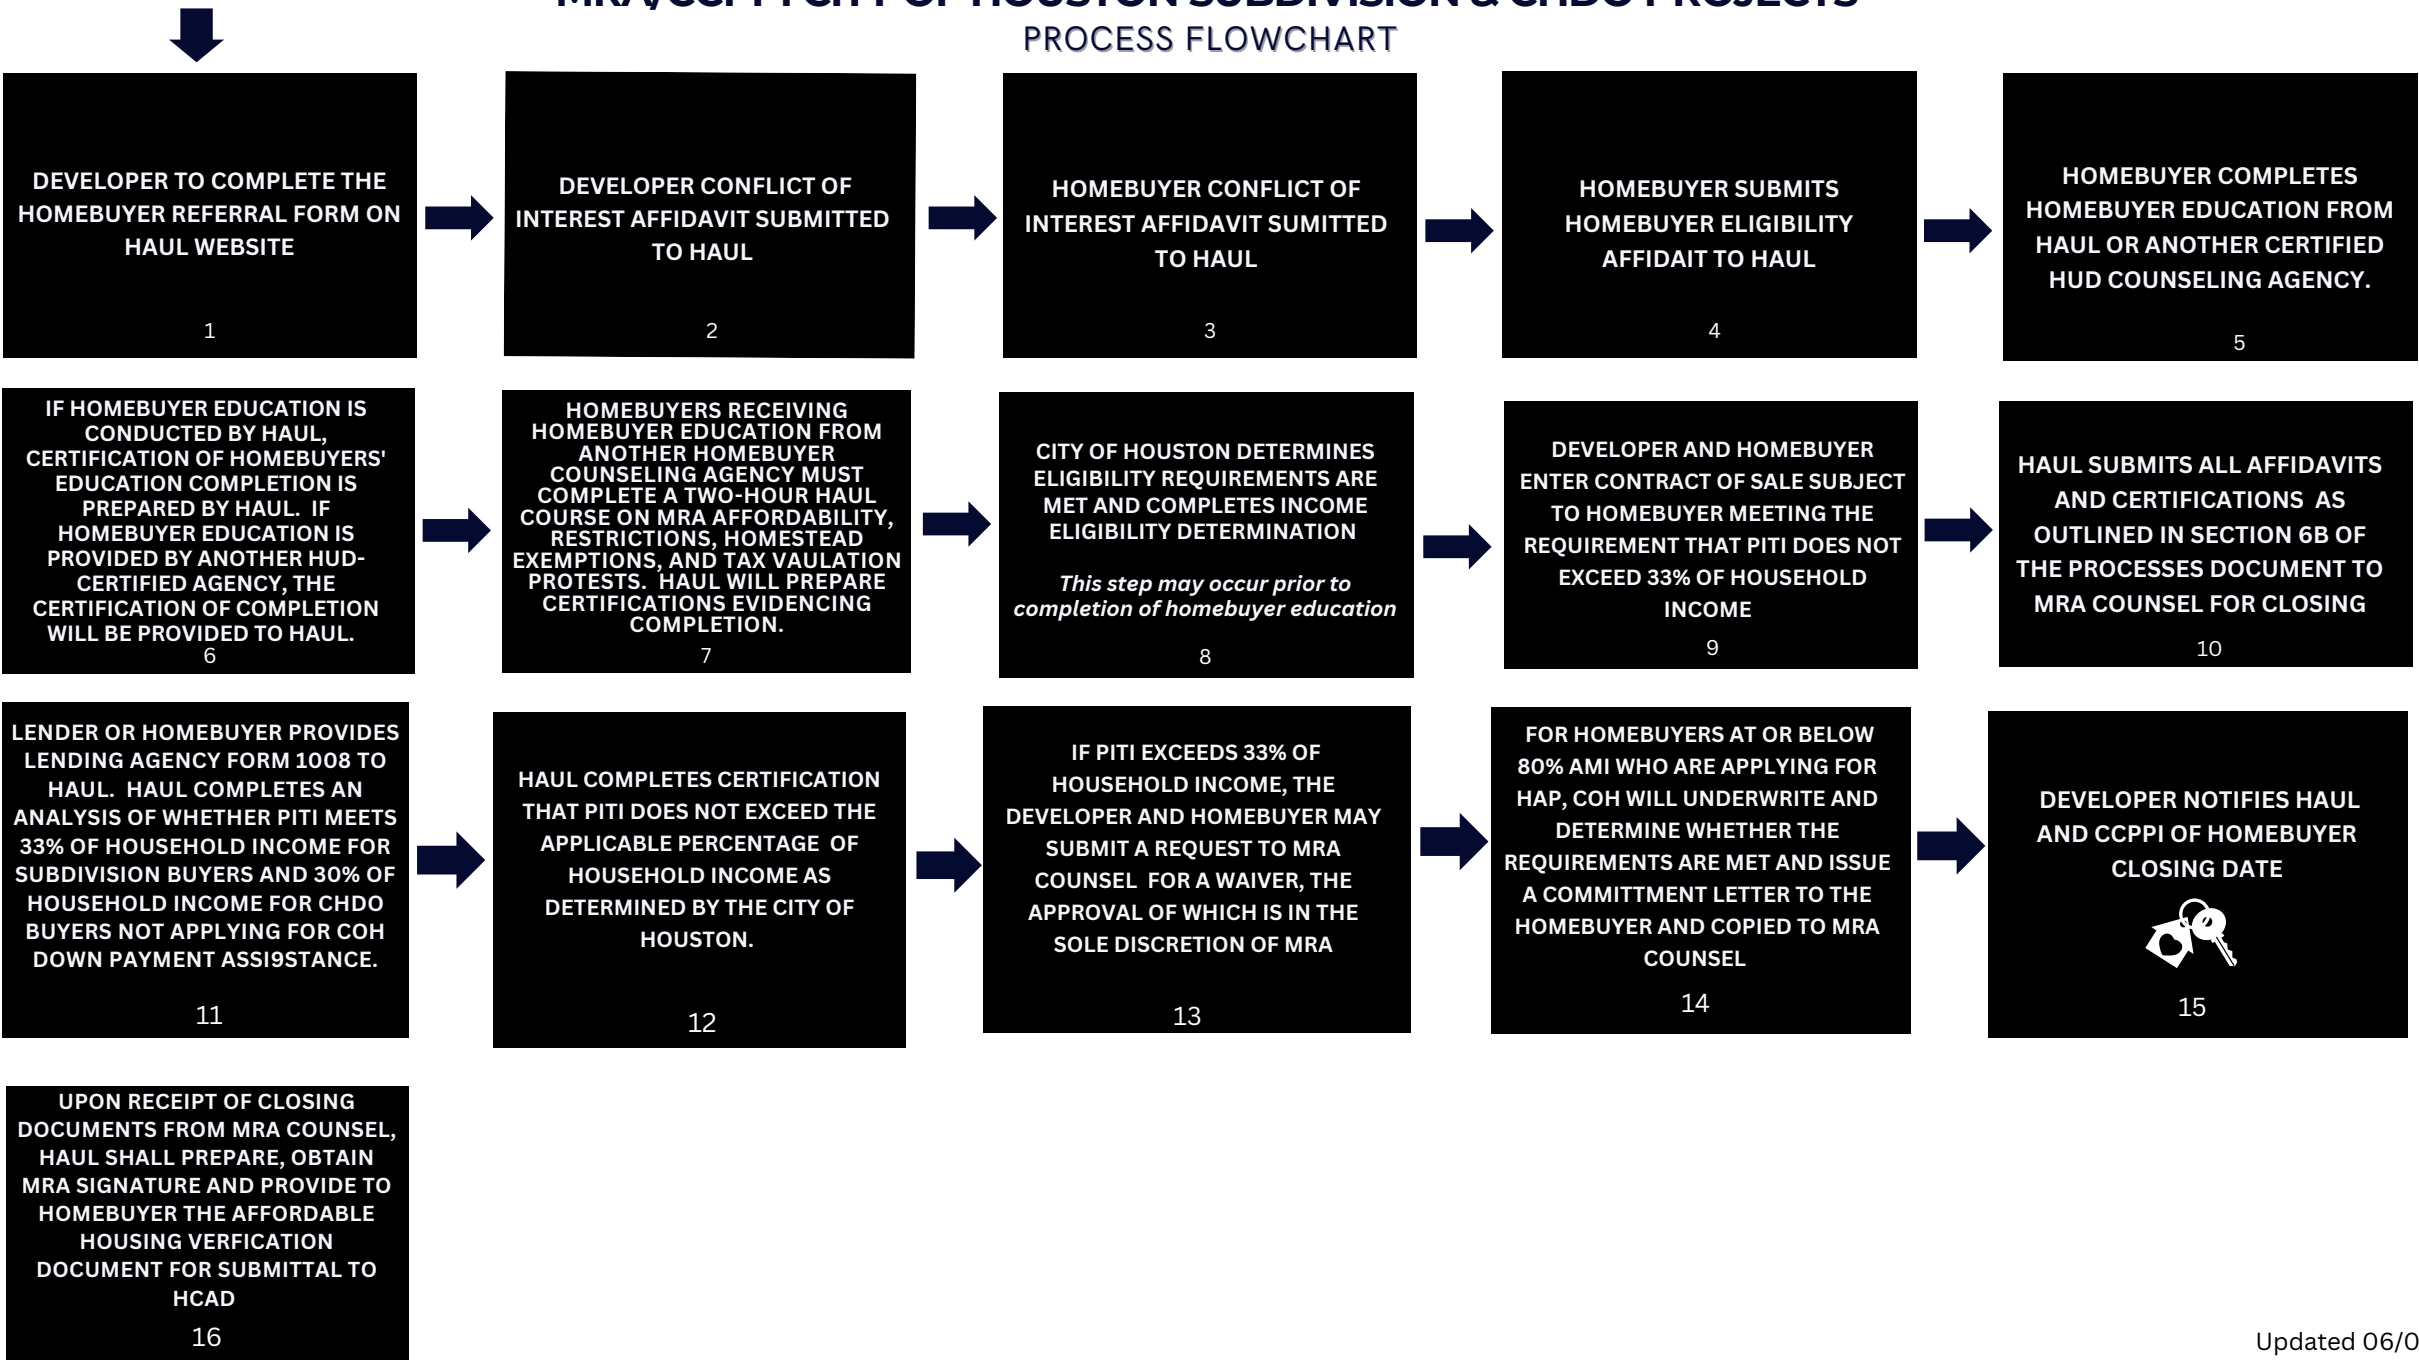 MRA/CCPPI CITY OF HOUSTON SUBDIVISION & CHDO PROJECTS
PROCESS FLOWCHART
DEVELOPER TO COMPLETE THE
HOMEBUYER REFERRAL FORM ON
HAUL WEBSITE
1
DEVELOPER CONFLICT OF
INTEREST AFFIDAVIT SUBMITTED
TO HAUL
2
HOMEBUYER CONFLICT OF
INTEREST AFFIDAVIT SUMITTED
TO HAUL
3
HOMEBUYER SUBMITS
HOMEBUYER ELIGIBILITY
AFFIDAIT TO HAUL
4
HOMEBUYER COMPLETES
HOMEBUYER EDUCATION FROM
HAUL OR ANOTHER CERTIFIED
HUD COUNSELING AGENCY.
5
IF HOMEBUYER EDUCATION IS
CONDUCTED BY HAUL,
CERTIFICATION OF HOMEBUYERS'
EDUCATION COMPLETION IS
PREPARED BY HAUL. IF
HOMEBUYER EDUCATION IS
PROVIDED BY ANOTHER HUD-
CERTIFIED AGENCY, THE
CERTIFICATION OF COMPLETION
WILL BE PROVIDED TO HAUL.
6
HOMEBUYERS RECEIVING
HOMEBUYER EDUCATION FROM
ANOTHER HOMEBUYER
COUNSELING AGENCY MUST
COMPLETE A TWO-HOUR HAUL
COURSE ON MRA AFFORDABILITY,
RESTRICTIONS, HOMESTEAD
EXEMPTIONS, AND TAX VAULATION
PROTESTS. HAUL WILL PREPARE
CERTIFICATIONS EVIDENCING
COMPLETION.
7
CITY OF HOUSTON DETERMINES
ELIGIBILITY REQUIREMENTS ARE
MET AND COMPLETES INCOME
ELIGIBILITY DETERMINATION
This step may occur prior to
completion of homebuyer education
8
DEVELOPER AND HOMEBUYER
ENTER CONTRACT OF SALE SUBJECT
TO HOMEBUYER MEETING THE
REQUIREMENT THAT PITI DOES NOT
EXCEED 33% OF HOUSEHOLD
INCOME
9
HAUL SUBMITS ALL AFFIDAVITS
AND CERTIFICATIONS AS
OUTLINED IN SECTION 6B OF
THE PROCESSES DOCUMENT TO
MRA COUNSEL FOR CLOSING
10
LENDER OR HOMEBUYER PROVIDES
LENDING AGENCY FORM 1008 TO
HAUL. HAUL COMPLETES AN
ANALYSIS OF WHETHER PITI MEETS
33% OF HOUSEHOLD INCOME FOR
SUBDIVISION BUYERS AND 30% OF
HOUSEHOLD INCOME FOR CHDO
BUYERS NOT APPLYING FOR COH
DOWN PAYMENT ASSI9STANCE.
11
HAUL COMPLETES CERTIFICATION
THAT PITI DOES NOT EXCEED THE
APPLICABLE PERCENTAGE OF
HOUSEHOLD INCOME AS
DETERMINED BY THE CITY OF
HOUSTON.
12
IF PITI EXCEEDS 33% OF
HOUSEHOLD INCOME, THE
DEVELOPER AND HOMEBUYER MAY
SUBMIT A REQUEST TO MRA
COUNSEL FOR A WAIVER, THE
APPROVAL OF WHICH IS IN THE
SOLE DISCRETION OF MRA
13
FOR HOMEBUYERS AT OR BELOW
80% AMI WHO ARE APPLYING FOR
HAP, COH WILL UNDERWRITE AND
DETERMINE WHETHER THE
REQUIREMENTS ARE MET AND ISSUE
A COMMITTMENT LETTER TO THE
HOMEBUYER AND COPIED TO MRA
COUNSEL
14
DEVELOPER NOTIFIES HAUL
AND CCPPI OF HOMEBUYER
CLOSING DATE
15
UPON RECEIPT OF CLOSING
DOCUMENTS FROM MRA COUNSEL,
HAUL SHALL PREPARE, OBTAIN
MRA SIGNATURE AND PROVIDE TO
HOMEBUYER THE AFFORDABLE
HOUSING VERFICATION
DOCUMENT FOR SUBMITTAL TO
HCAD
16
Updated 06/0